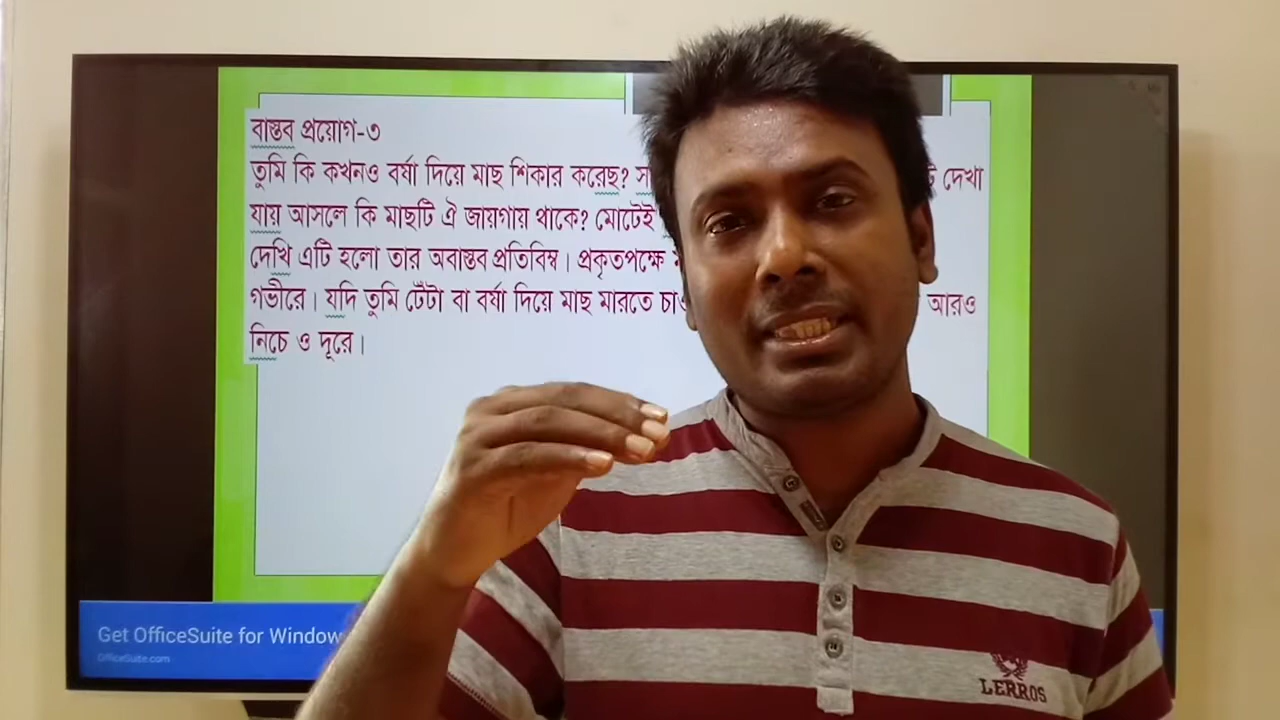 বাস্তব প্রয়োগ-৩
তুমি কি কখনও বর্ষা দিয়ে মাছ শিকার করেছ? দেখা
যায় আসলে কি মাছটি ঐ জায়গায় থাকে? মোটেই
দেখি এটি হলো তার অবাস্তব প্রতিবিম্ব। প্রকৃতপক্ষে
গভীরে। যদি তুমি টেঁটা বা বর্ষা দিয়ে মাছ মারতে আরও
নিচে ও দূরে।
Get OfficeSuite for Window
OfficeSuite.com
LERROS